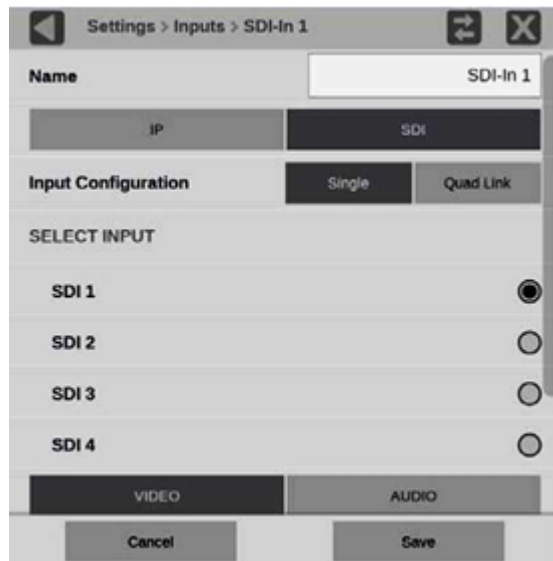 Settings > Inputs > SDI-In 1
Name SDI-In 1
IP SDI
Input Configuration Single Quad Link
SELECT INPUT
SDI 1
SDI 2
SDI 3
SDI 4
VIDEO AUDIO
Cancel Save